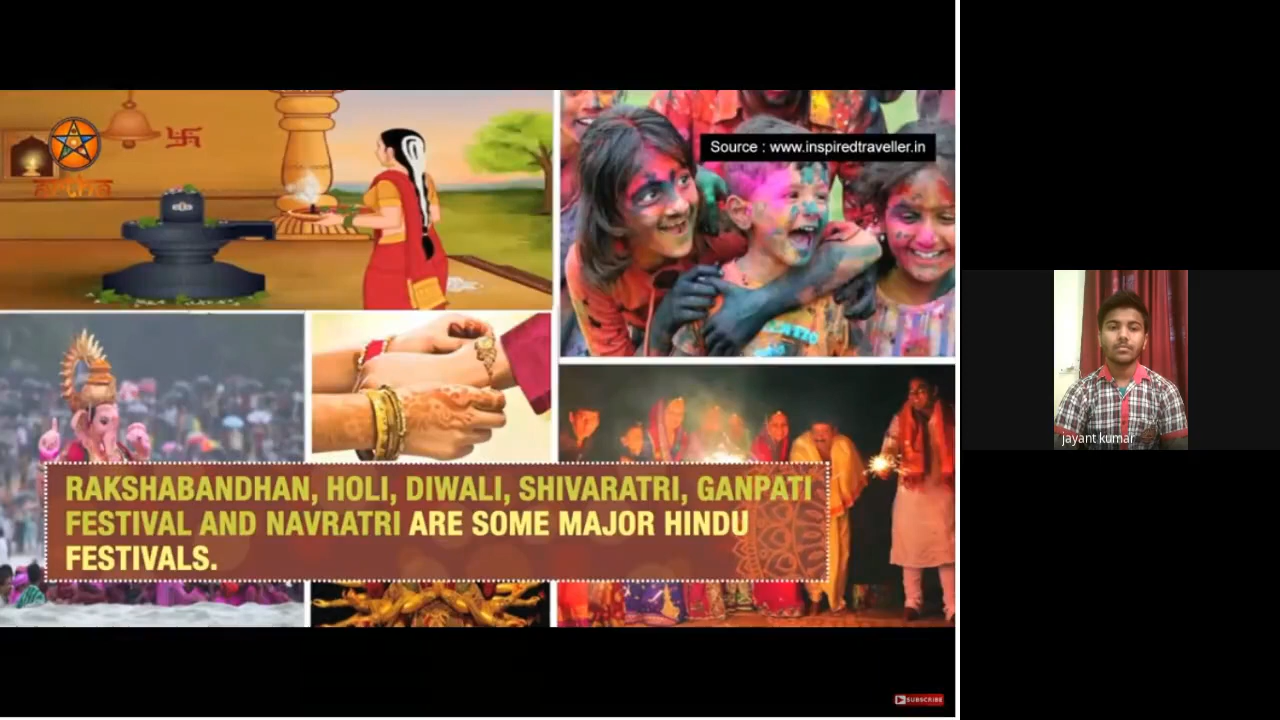 artha
Source : www.inspiredtraveller.in
RAKSHABANDHAN, HOLI, DIWALI, SHIVARATRI, GANPATI
FESTIVAL AND NAVRATRI ARE SOME MAJOR HINDU
FESTIVALS.
jayant kumar
SUBSCRIBE